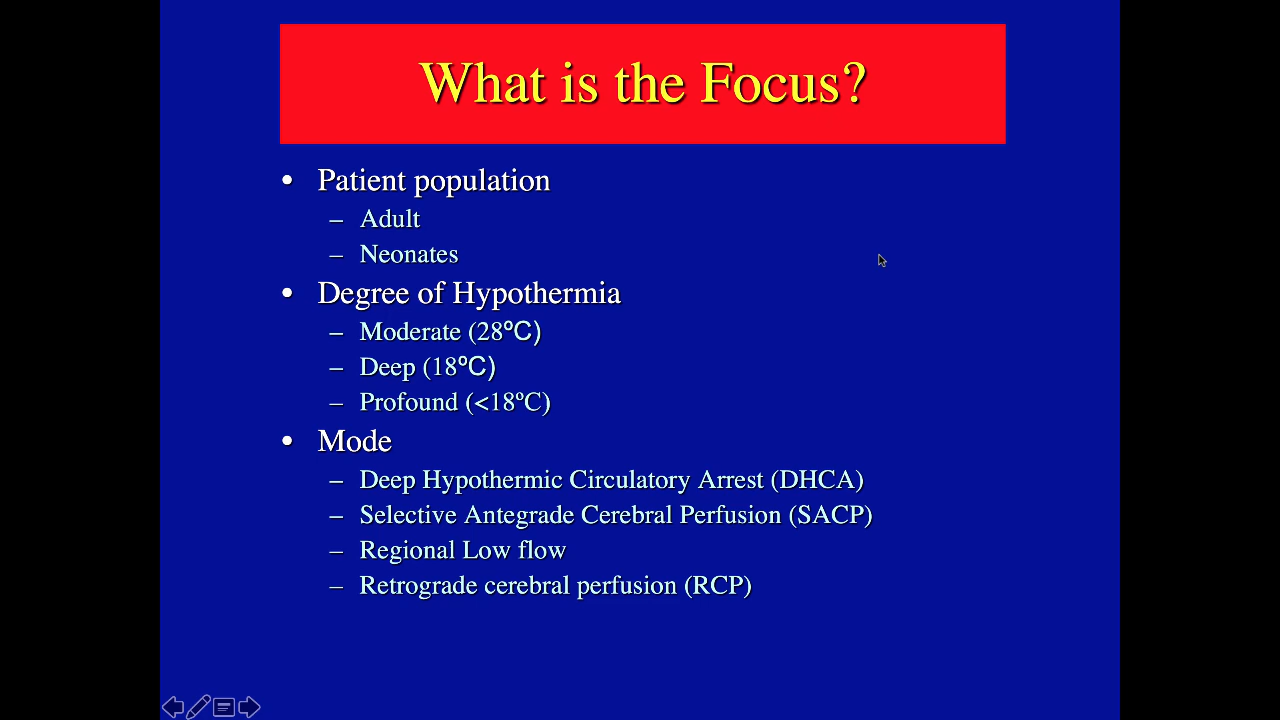 What is the Focus?
• Patient population
– Adult
– Neonates
• Degree of Hypothermia
– Moderate (28ºC)
– Deep (18ºC)
– Profound (<18ºC)
• Mode
– Deep Hypothermic Circulatory Arrest (DHCA)
– Selective Antegrade Cerebral Perfusion (SACP)
– Regional Low flow
– Retrograde cerebral perfusion (RCP)